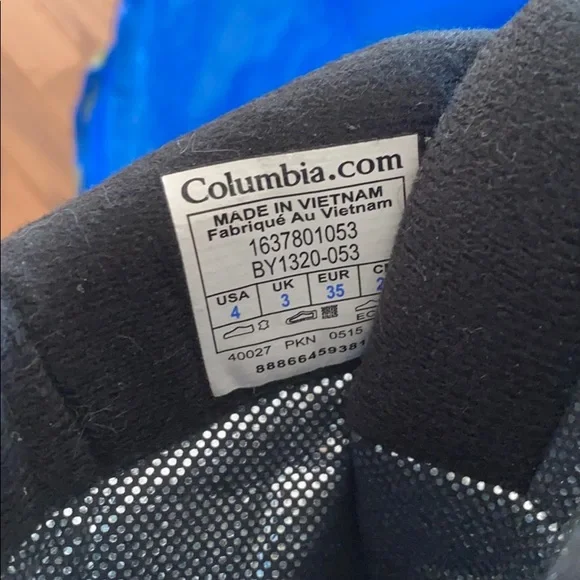 Columbia.com
MADE IN VIETNAM
Fabriqué Au Vietnam
1637801053
BY1320-053
USA UK EUR
4 3 35
40027 PKN 0515